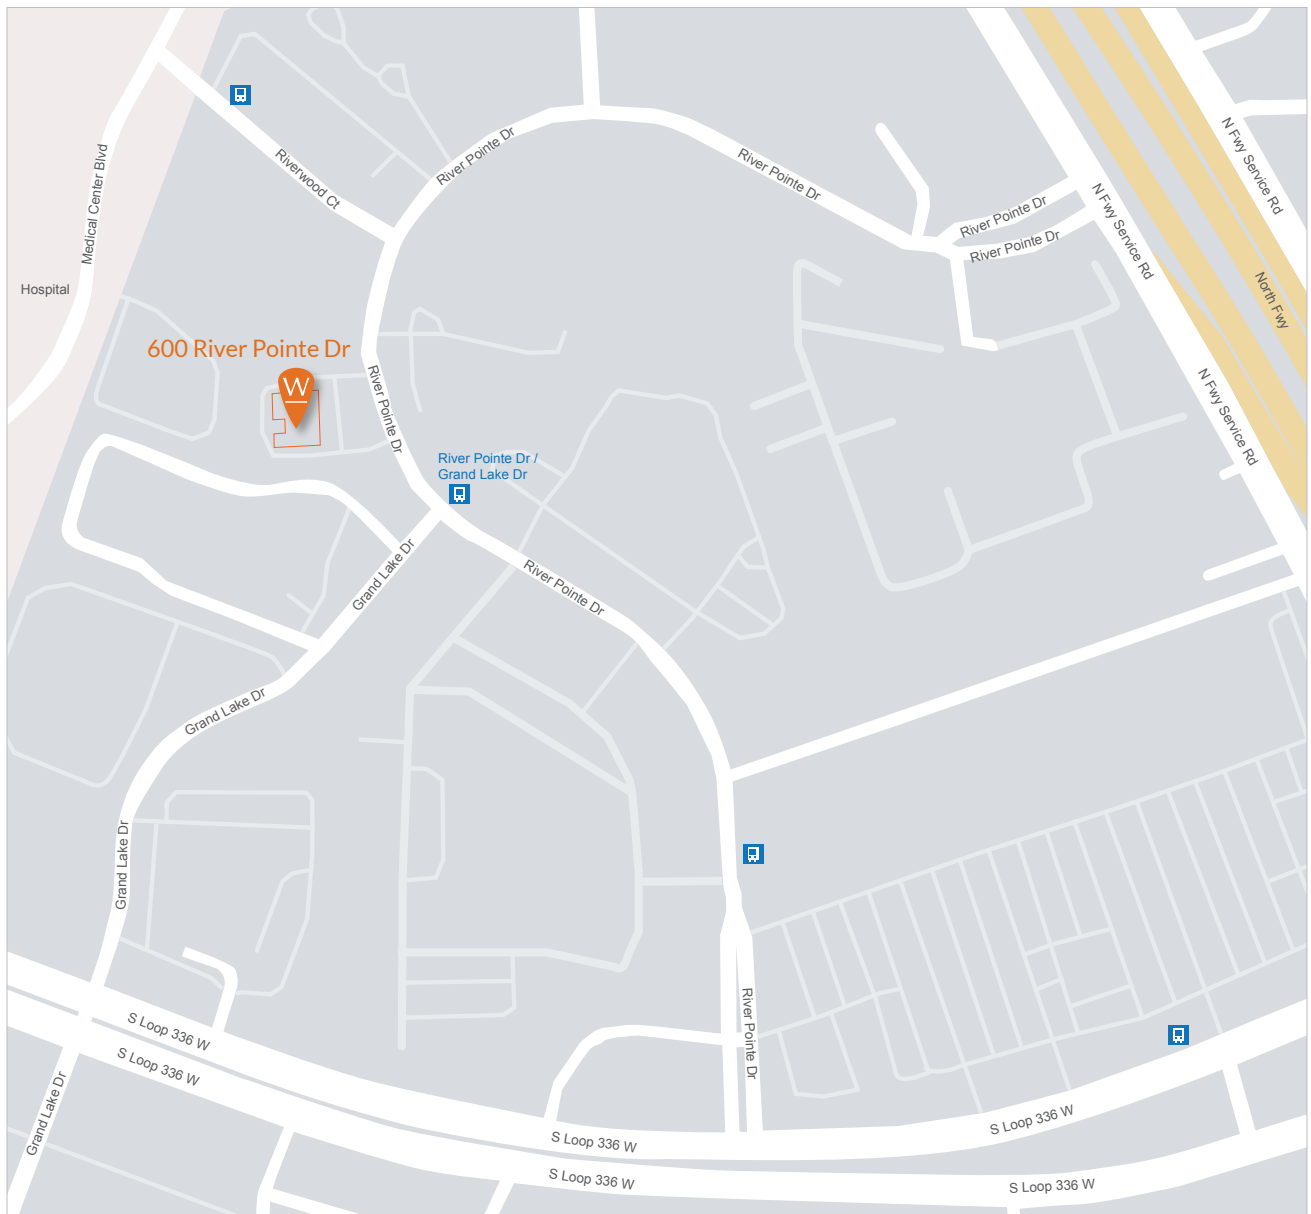 River Pointe Dr
Riverwood Ct
Medical Center Blvd
River Pointe Dr
N Fwy Service Rd
River Pointe Dr
River Pointe Dr
N Fwy Service Rd
Hospital
North Fwy
600 River Pointe Dr
W
River Pointe Dr
N Fwy Service Rd
River Pointe Dr /
Grand Lake Dr
Grand Lake Dr
River Pointe Dr
Grand Lake Dr
Grand Lake Dr
River Pointe Dr
S Loop 336 W
S Loop 336 W
Grand Lake Dr
S Loop 336 W
S Loop 336 W
S Loop 336 W
S Loop 336 W